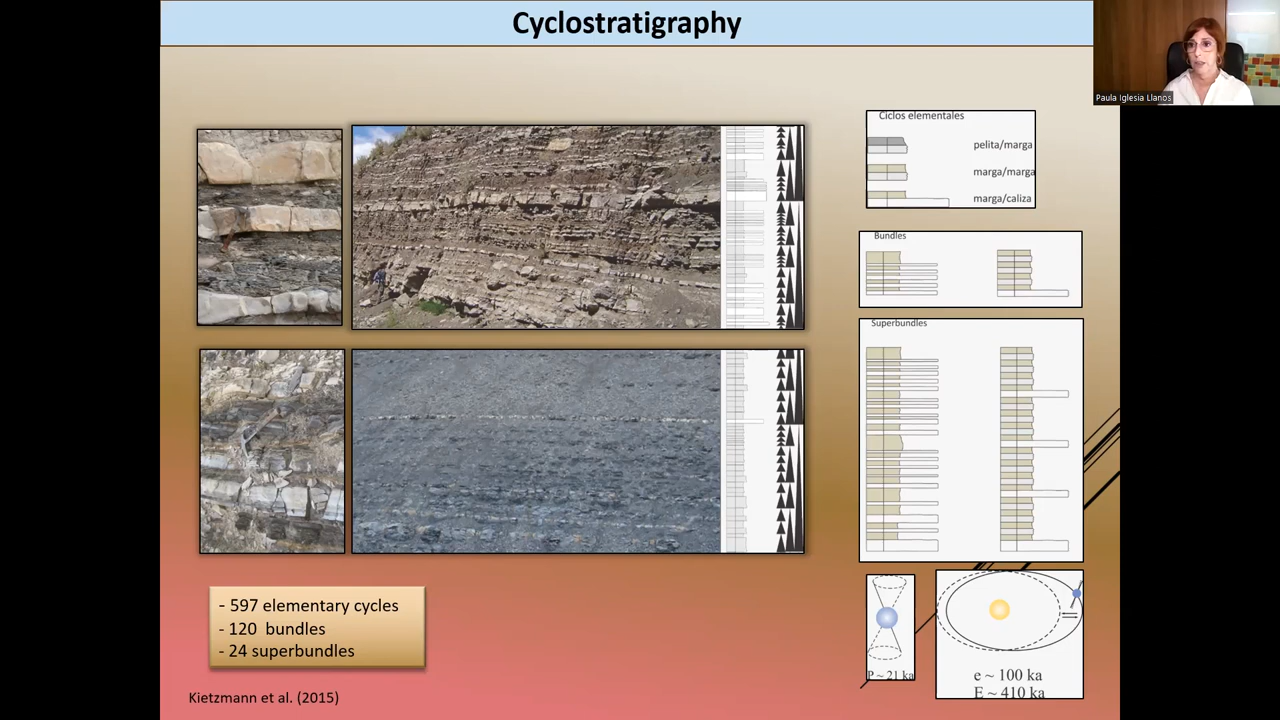 Cyclostratigraphy
Paula Iglesia Llanos
Ciclos elementales
pelita/marga
marga/marga
marga/caliza
Bundles
Superbundles
- 597 elementary cycles
- 120 bundles
- 24 superbundles
P ~ 21 ka
e ~ 100 ka
E ~ 410 ka
Kietzmann et al. (2015)